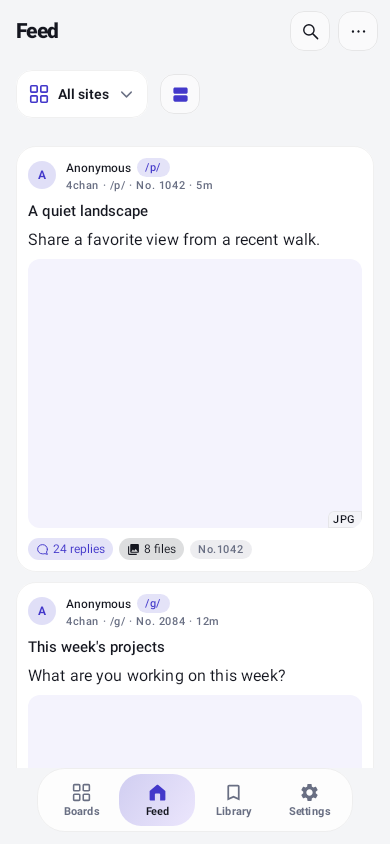 Feed
All sites
A
Anonymous /p/
4chan · /p/ · No. 1042 · 5m
A quiet landscape
Share a favorite view from a recent walk.
JPG
24 replies
8 files
No.1042
A
Anonymous /g/
4chan · /g/ · No. 2084 · 12m
This week's projects
What are you working on this week?
Boards
Feed
Library
Settings